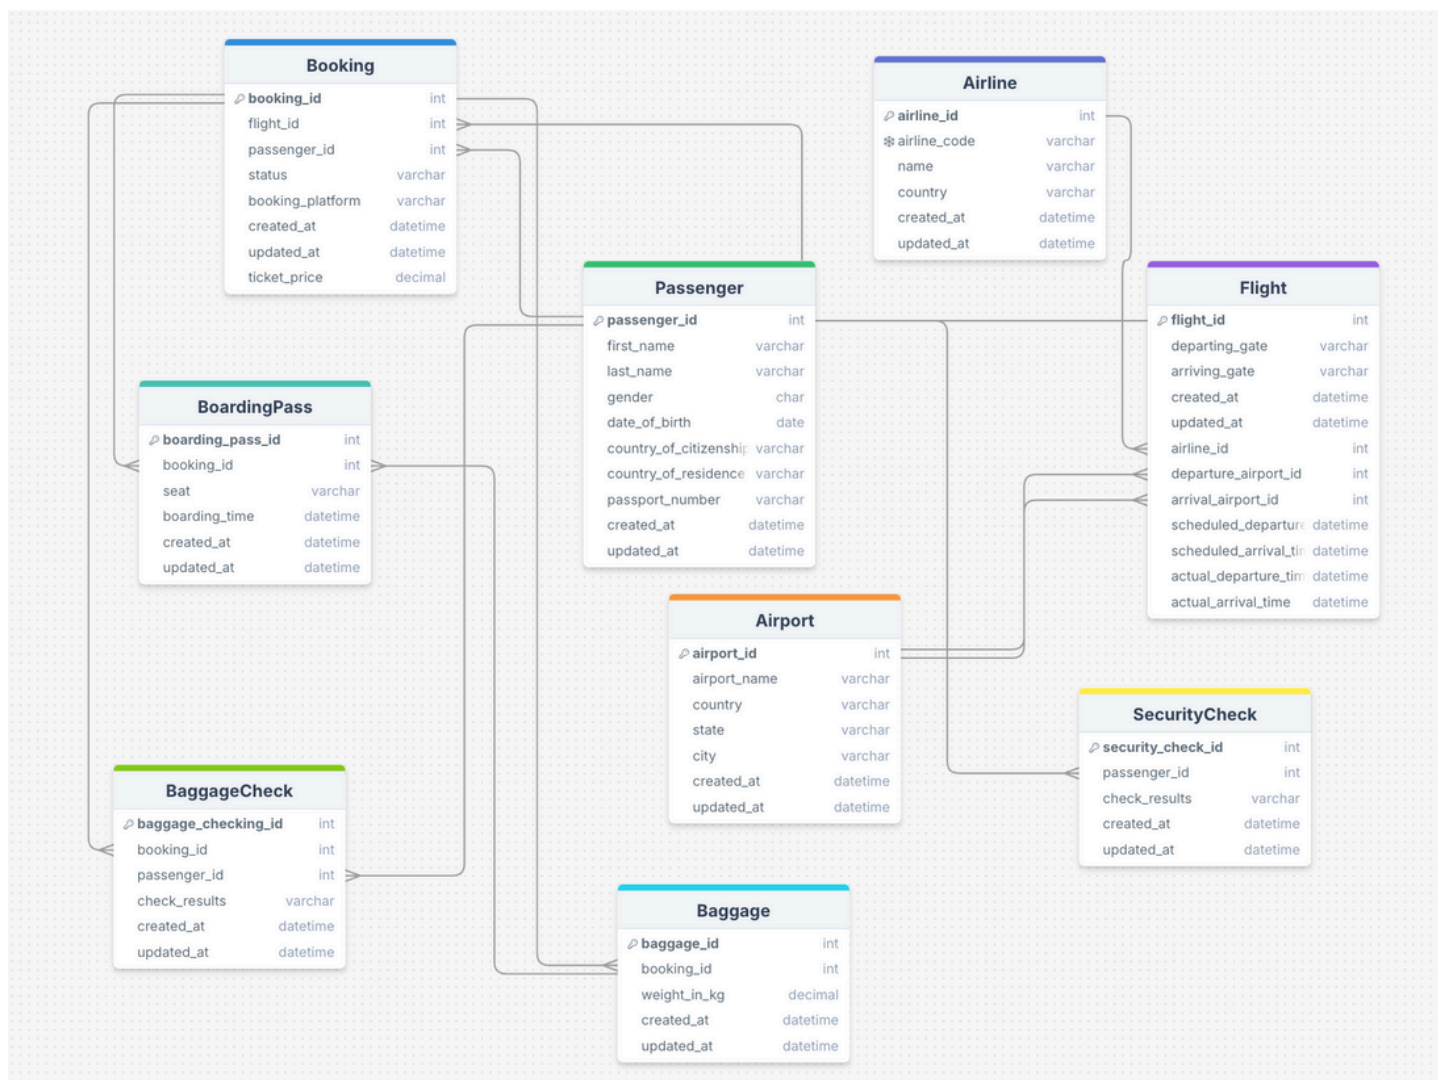 Booking
booking_id int
flight_id int
passenger_id int
status varchar
booking_platform varchar
created_at datetime
updated_at datetime
ticket_price decimal
Airline
airline_id int
airline_code varchar
name varchar
country varchar
created_at datetime
updated_at datetime
Passenger
passenger_id int
first_name varchar
last_name varchar
gender char
date_of_birth date
country_of_citizenship varchar
country_of_residence varchar
passport_number varchar
created_at datetime
updated_at datetime
Flight
flight_id int
departing_gate varchar
arriving_gate varchar
created_at datetime
updated_at datetime
airline_id int
departure_airport_id int
arrival_airport_id int
scheduled_departure datetime
scheduled_arrival_tin datetime
actual_departure_tim datetime
actual_arrival_time datetime
BoardingPass
boarding_pass_id int
booking_id int
seat varchar
boarding_time datetime
created_at datetime
updated_at datetime
Airport
airport_id int
airport_name varchar
country varchar
state varchar
city varchar
created_at datetime
updated_at datetime
SecurityCheck
security_check_id int
passenger_id int
check_results varchar
created_at datetime
updated_at datetime
BaggageCheck
baggage_checking_id int
booking_id int
passenger_id int
check_results varchar
created_at datetime
updated_at datetime
Baggage
baggage_id int
booking_id int
weight_in_kg decimal
created_at datetime
updated_at datetime